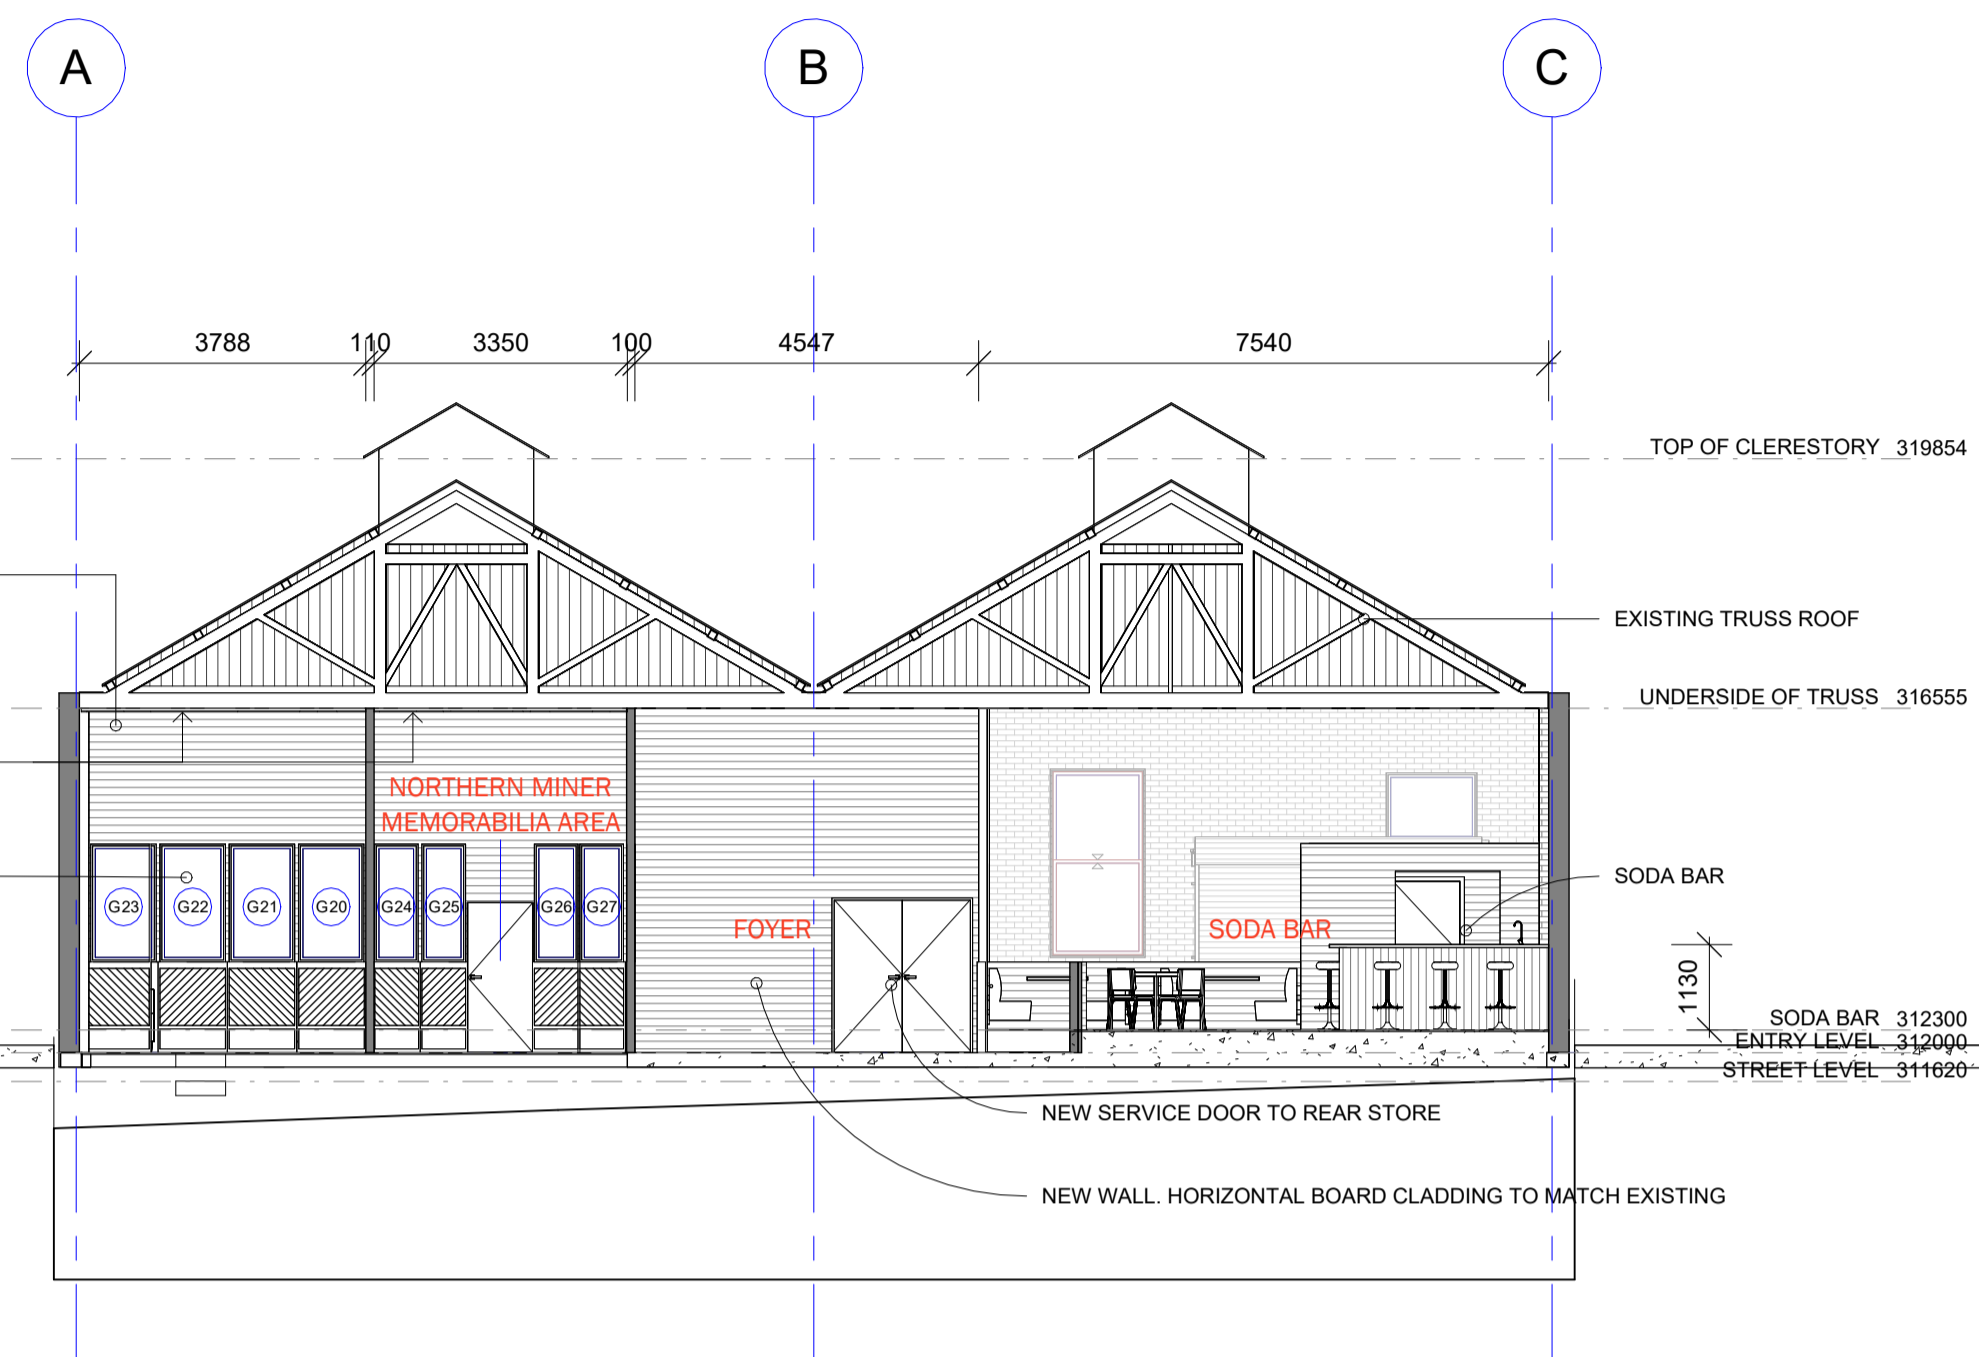 A
B
C
3788
110
3350
100
4547
7540
TOP OF CLERESTORY 319854
EXISTING TRUSS ROOF
UNDERSIDE OF TRUSS 316555
NORTHERN MINER
MEMORABILIA AREA
SODA BAR
G23
G22
G21
G20
G24
G25
G26
G27
FOYER
SODA BAR
1130
SODA BAR 312300
ENTRY LEVEL 312000
STREET LEVEL 311620
NEW SERVICE DOOR TO REAR STORE
NEW WALL. HORIZONTAL BOARD CLADDING TO MATCH EXISTING